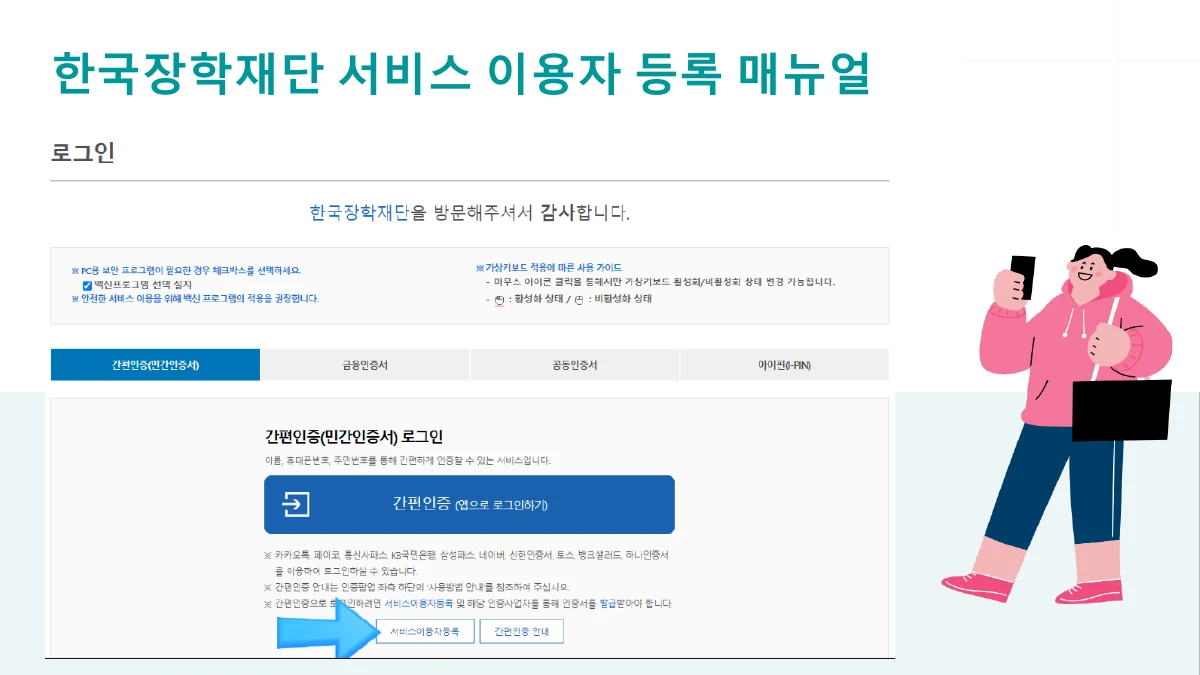 한국장학재단 서비스 이용자 등록 매뉴얼
로그인
한국장학재단을 방문해주셔서 감사합니다.
※ PC용 보안 프로그램이 필요한 경우 체크박스를 선택하세요.
백신프로그램 선택 설치
※ 안전한 서비스 이용을 위해 백신 프로그램의 적용을 권장합니다.
※ 가상키보드 적용에 따른 사용 가이드
- 마우스 아이콘 클릭을 통해서만 가상키보드 활성화/비활성화 상태 변경 가능합니다.
- : 활성화 상태 / : 비활성화 상태
간편인증(민간인증서) 금융인증서 공동인증서 아이핀(I-PIN)
간편인증(민간인증서) 로그인
이름, 휴대폰번호, 주민번호를 통해 간편하게 인증할 수 있는 서비스입니다.
간편인증 (앱으로 로그인하기)
※ 카카오톡, 페이코, 통신사패스, KB국민은행, 삼성패스, 네이버, 신한인증서, 토스, 뱅크샐러드, 하나인증서
을 이용하여 로그인하실 수 있습니다.
※ 간편인증 안내는 인증팝업 좌측 하단의 '사용방법 안내'를 참조하여 주십시오.
※ 간편인증으로 로그인하려면 서비스이용자등록 및 해당 인증사업자를 통해 인증서를 발급받아야 합니다.
서비스이용자등록 간편인증 안내